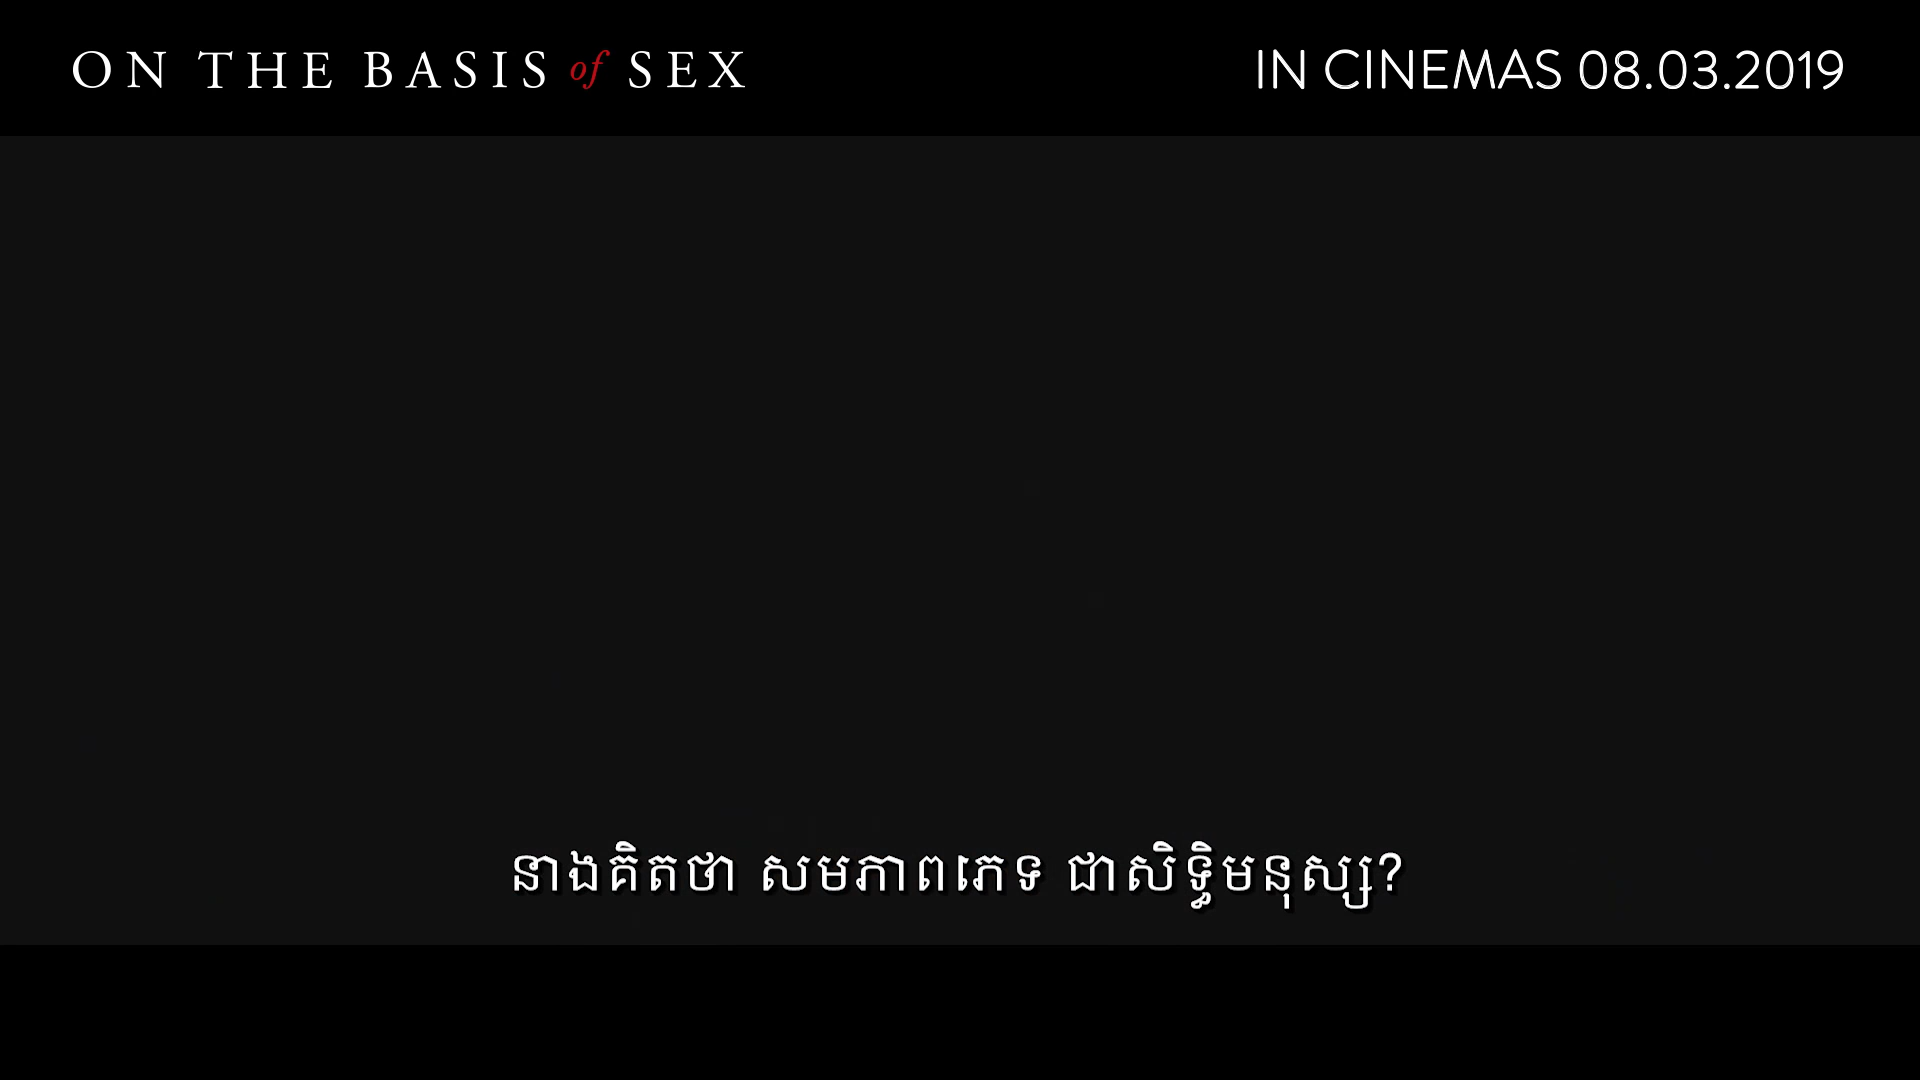 ON THE BASIS of SEX
IN CINEMAS 08.03.2019
នាងគិតថា សមភាពភេទ ជាសិទ្ធិមនុស្ស?